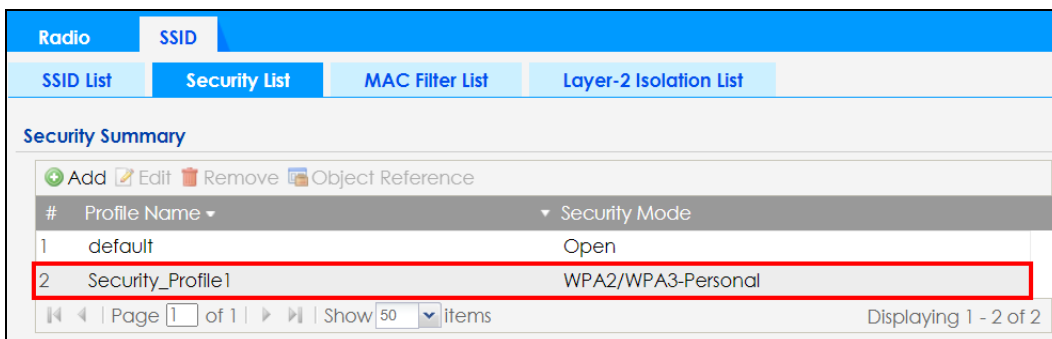 Radio SSID
SSID List Security List MAC Filter List Layer-2 Isolation List
Security Summary
Add Edit Remove Object Reference
# Profile Name Security Mode
1 default Open
2 Security_Profile1 WPA2/WPA3-Personal
Page 1 of 1 Show 50 items Displaying 1 - 2 of 2